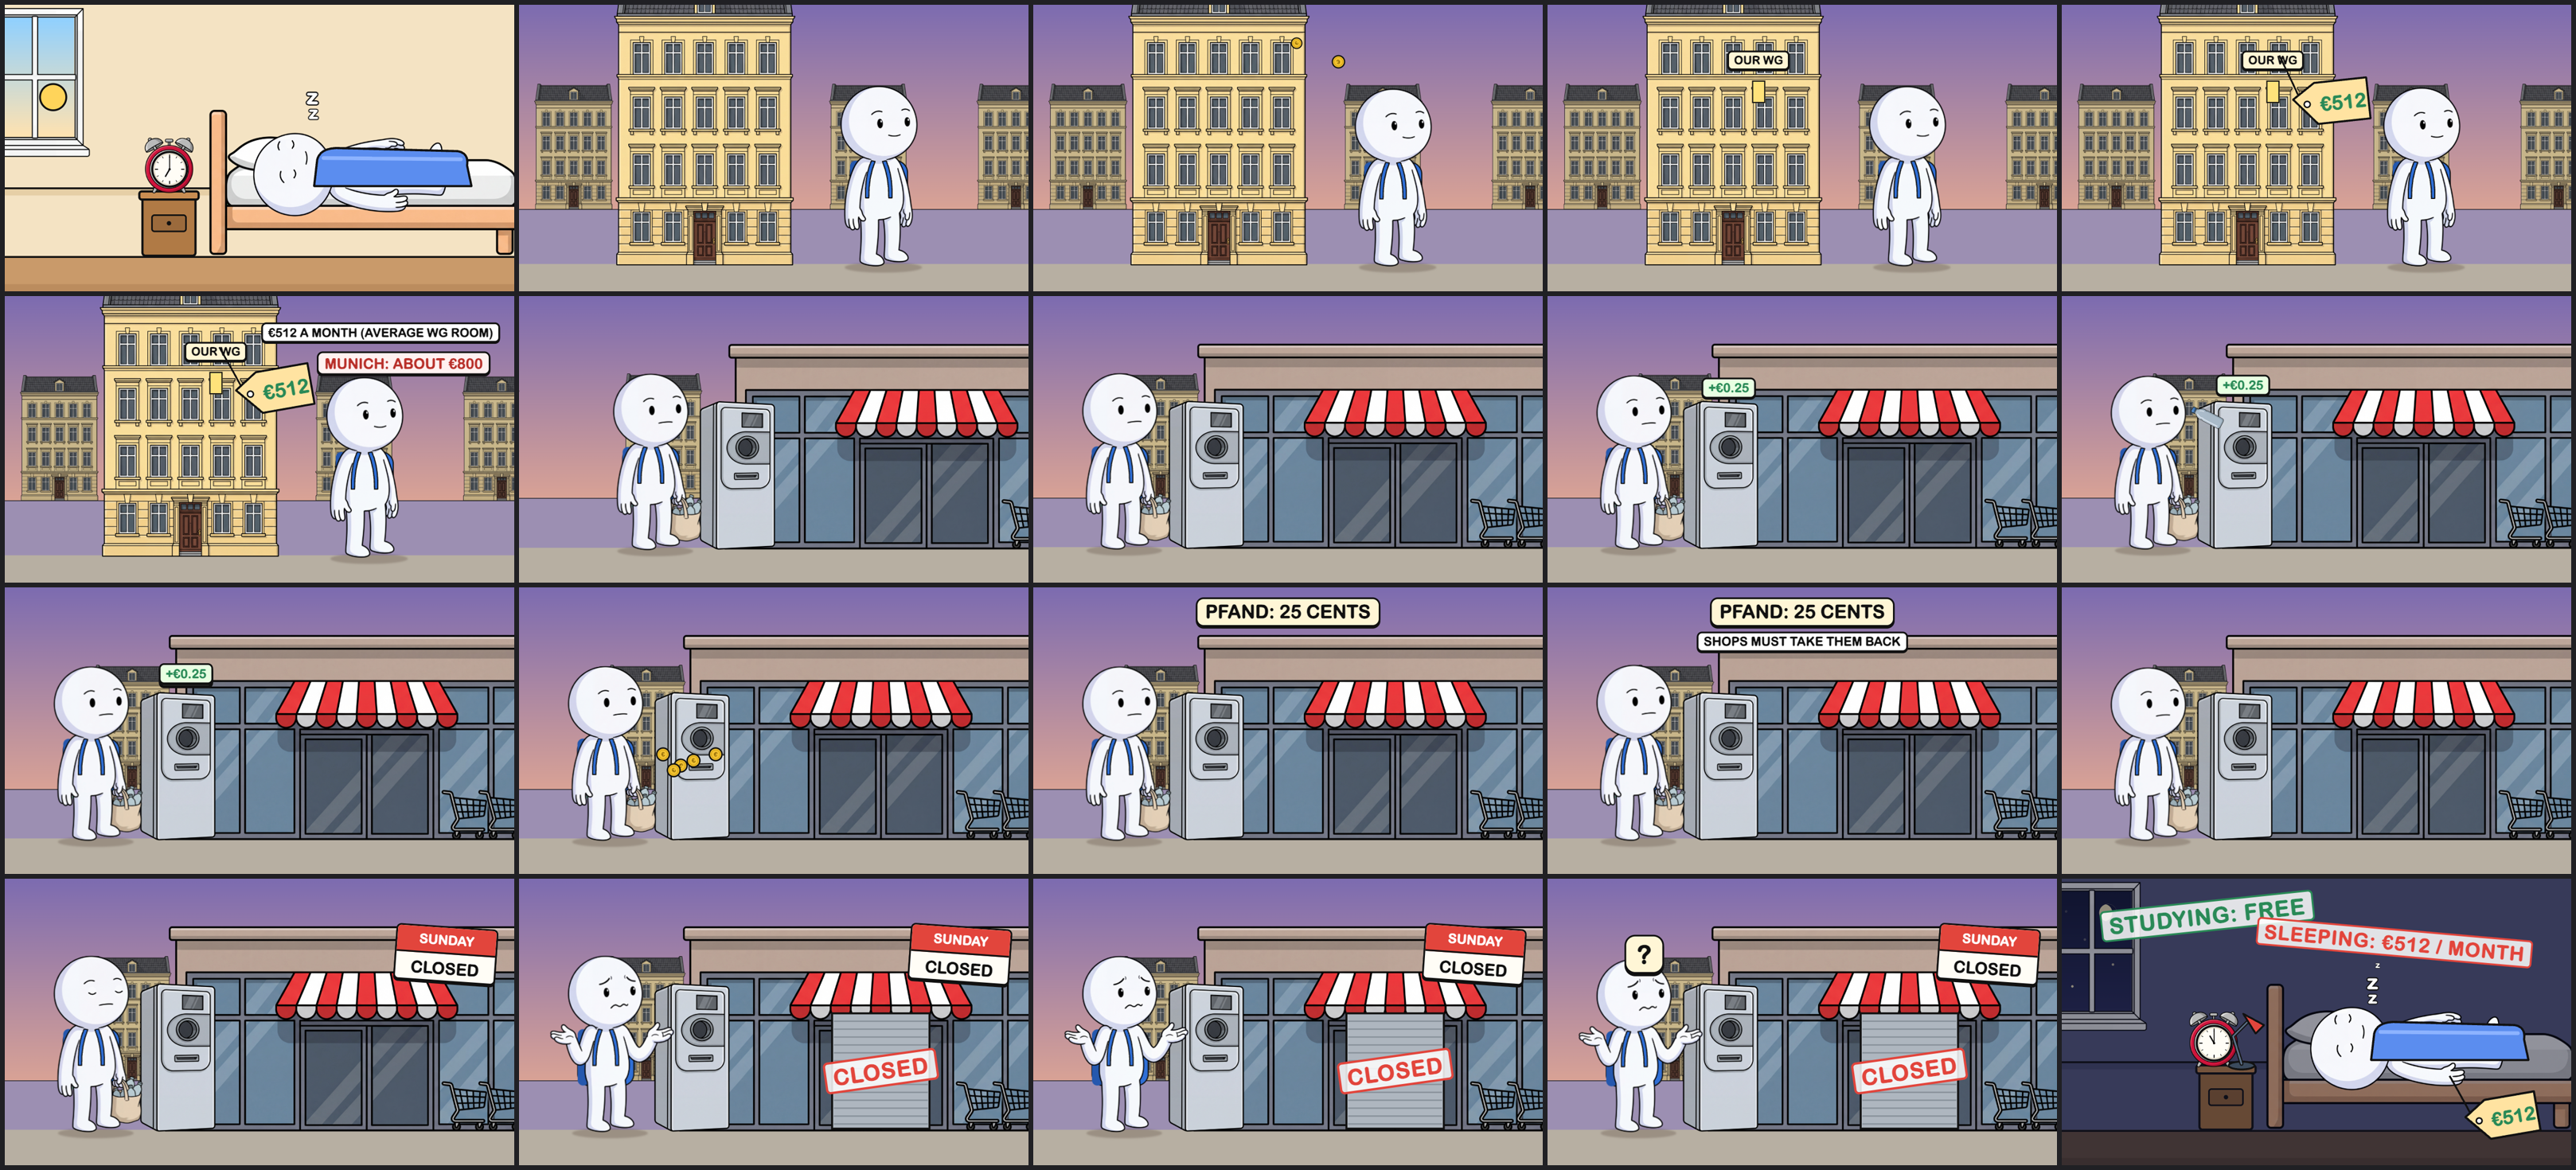 Z
Z
OUR WG
OUR WG
€512
€512 A MONTH (AVERAGE WG ROOM)
OUR WG
MUNICH: ABOUT €800
€512
+€0.25
+€0.25
+€0.25
PFAND: 25 CENTS
PFAND: 25 CENTS
SHOPS MUST TAKE THEM BACK
SUNDAY
CLOSED
SUNDAY
CLOSED
CLOSED
SUNDAY
CLOSED
CLOSED
?
SUNDAY
CLOSED
CLOSED
STUDYING: FREE
SLEEPING: €512 / MONTH
z
Z
Z
€512